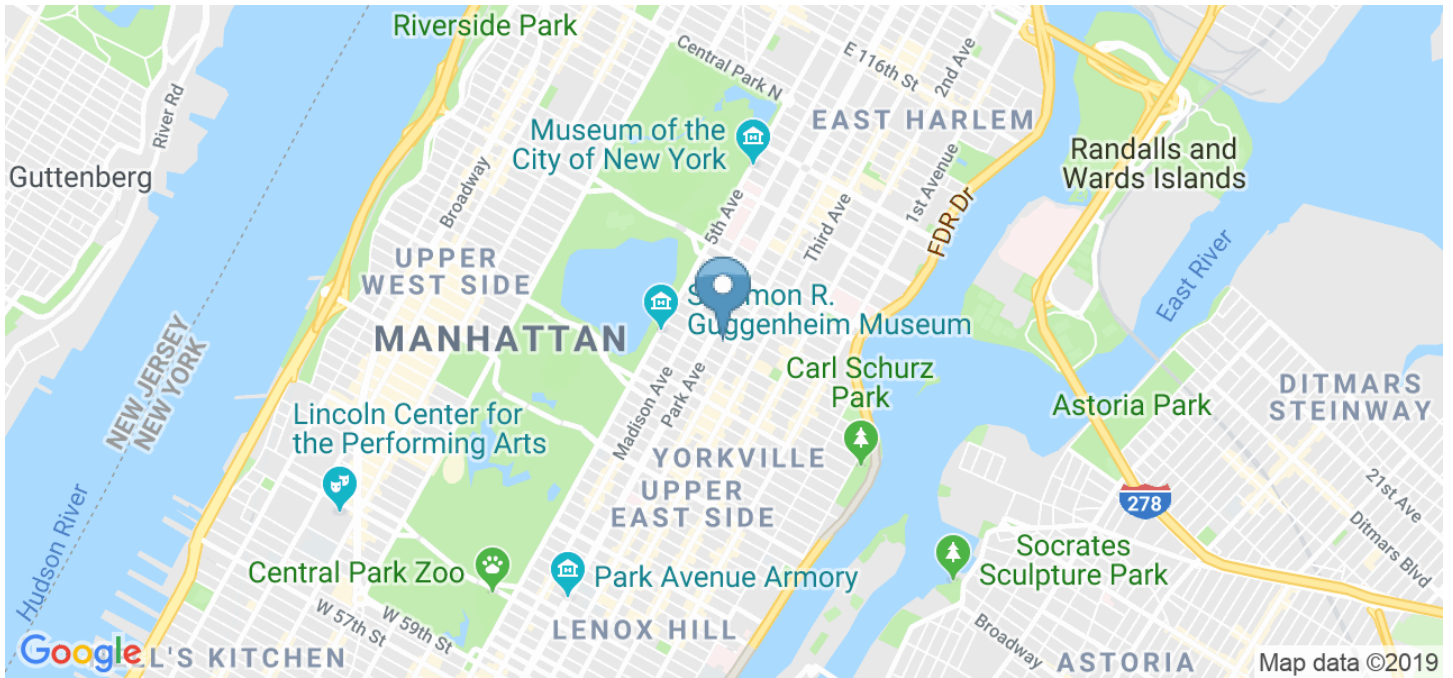 Riverside Park
Central Park N
E 116th St
2nd Ave
River Rd
EAST HARLEM
Museum of the
City of New York
Randalls and
Wards Islands
Guttenberg
Broadway
1st Avenue
5th Ave
Third Ave
FDR Dr
UPPER
WEST SIDE
East River
S mon R.
Guggenheim Museum
MANHATTAN
NEW JERSEY
NEW YORK
Carl Schurz
Park
Madison Ave
Park Ave
Astoria Park
DITMARS
STEINWAY
Lincoln Center for
the Performing Arts
YORKVILLE
UPPER
EAST SIDE
278
21st Ave
Ditmars Blvd
Hudson River
Central Park Zoo
Park Avenue Armory
Socrates
Sculpture Park
W 57th St
W 59th St
LENOX HILL
Broadway
Google
L'S KITCHEN
ASTORIA
Map data ©2019